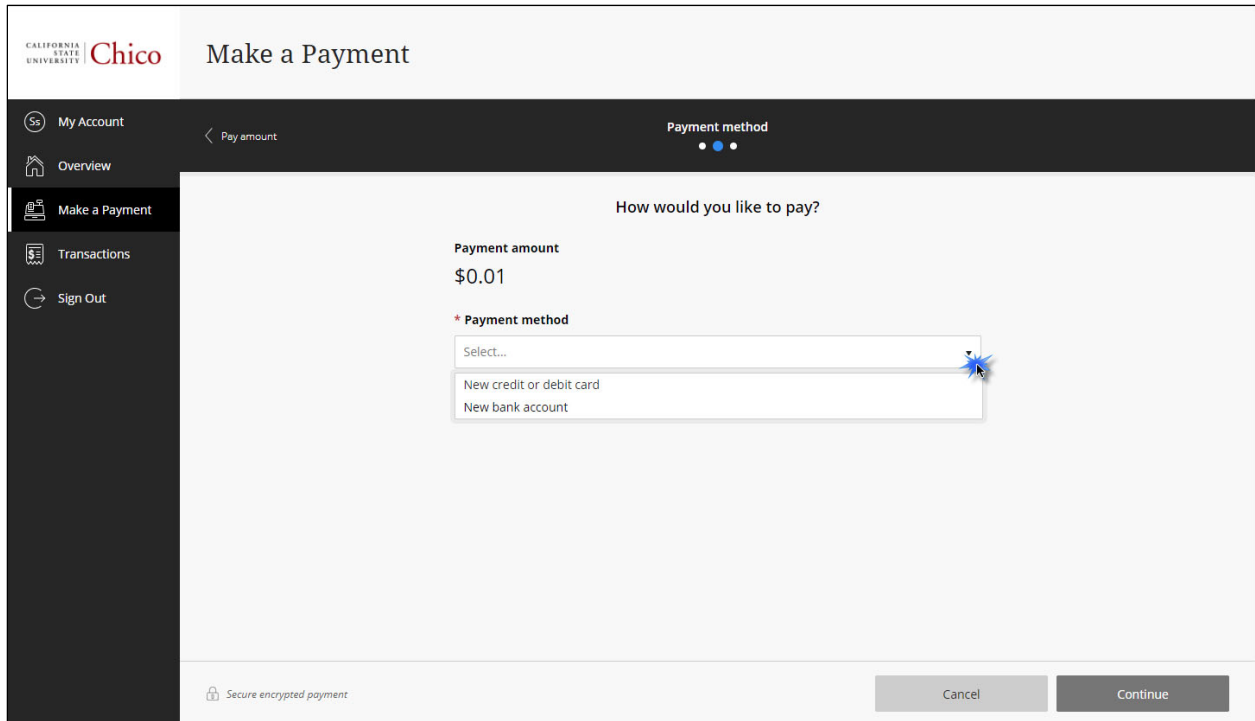 CALIFORNIA
STATE
UNIVERSITY
Chico
Make a Payment
Ss
My Account
Overview
Make a Payment
Transactions
Sign Out
Pay amount
Payment method
How would you like to pay?
Payment amount
$0.01
* Payment method
Select...
New credit or debit card
New bank account
Secure encrypted payment
Cancel
Continue